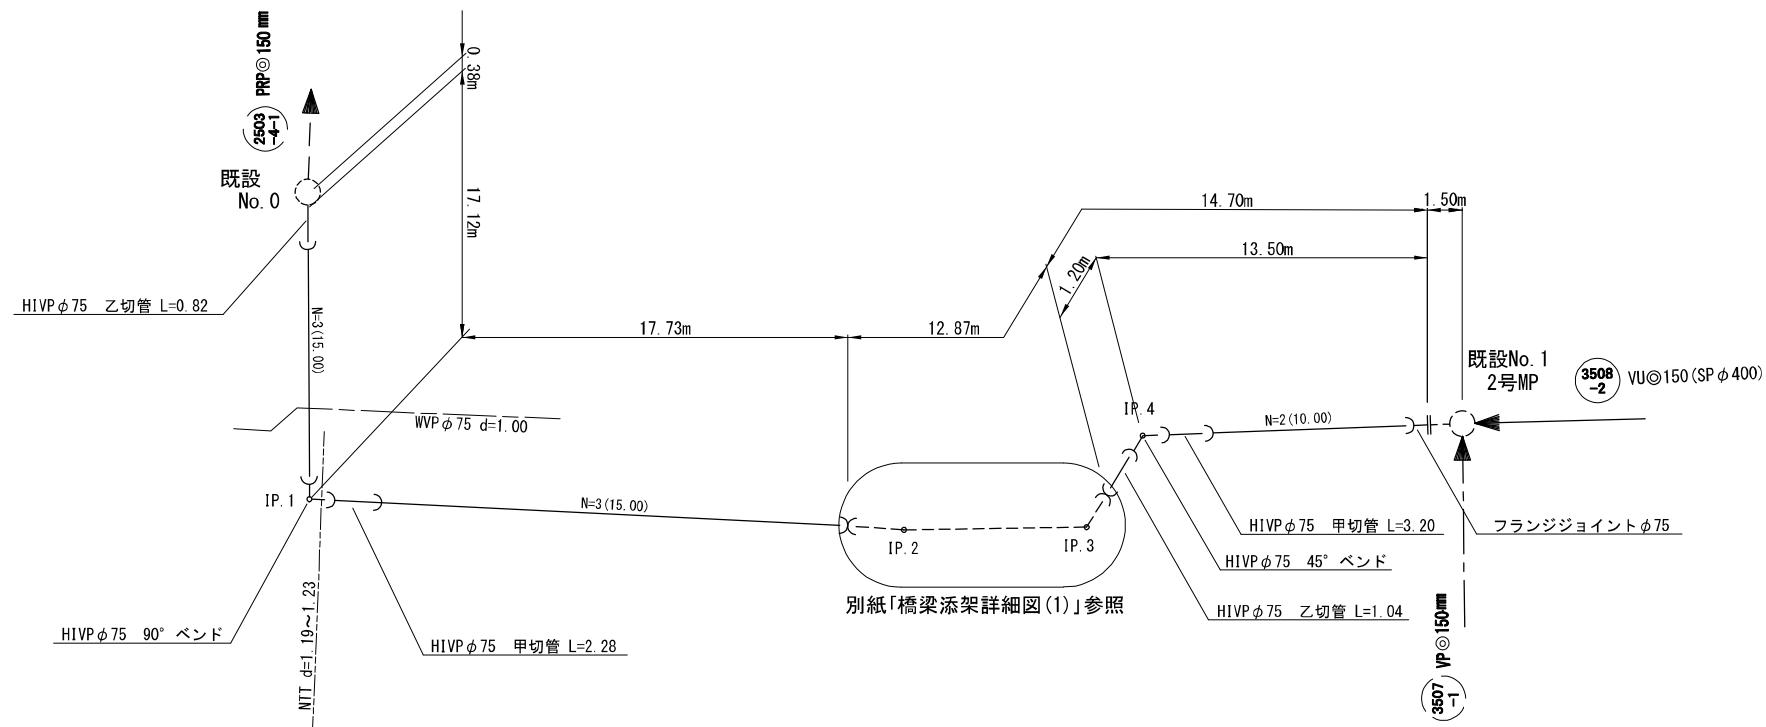 PRP◎150mm
2503
-4-1
既設
No.0
0.38m
17.12m
HIVPφ75 乙切管 L=0.82
N=3(15.00)
17.73m
12.87m
1.20m
14.70m
13.50m
1.50m
既設No.1
2号MP
3508
-2
VU◎150(SPφ400)
WVPφ75 d=1.00
IP.4
N=2(10.00)
IP.1
N=3(15.00)
IP.2
IP.3
HIVPφ75 甲切管 L=3.20
フランジジョイントφ75
HIVPφ75 45°ベンド
別紙「橋梁添架詳細図(1)」参照
HIVPφ75 乙切管 L=1.04
HIVPφ75 90°ベンド
NTT d=1.19～1.23
HIVPφ75 甲切管 L=2.28
VP◎150mm
3507
-1